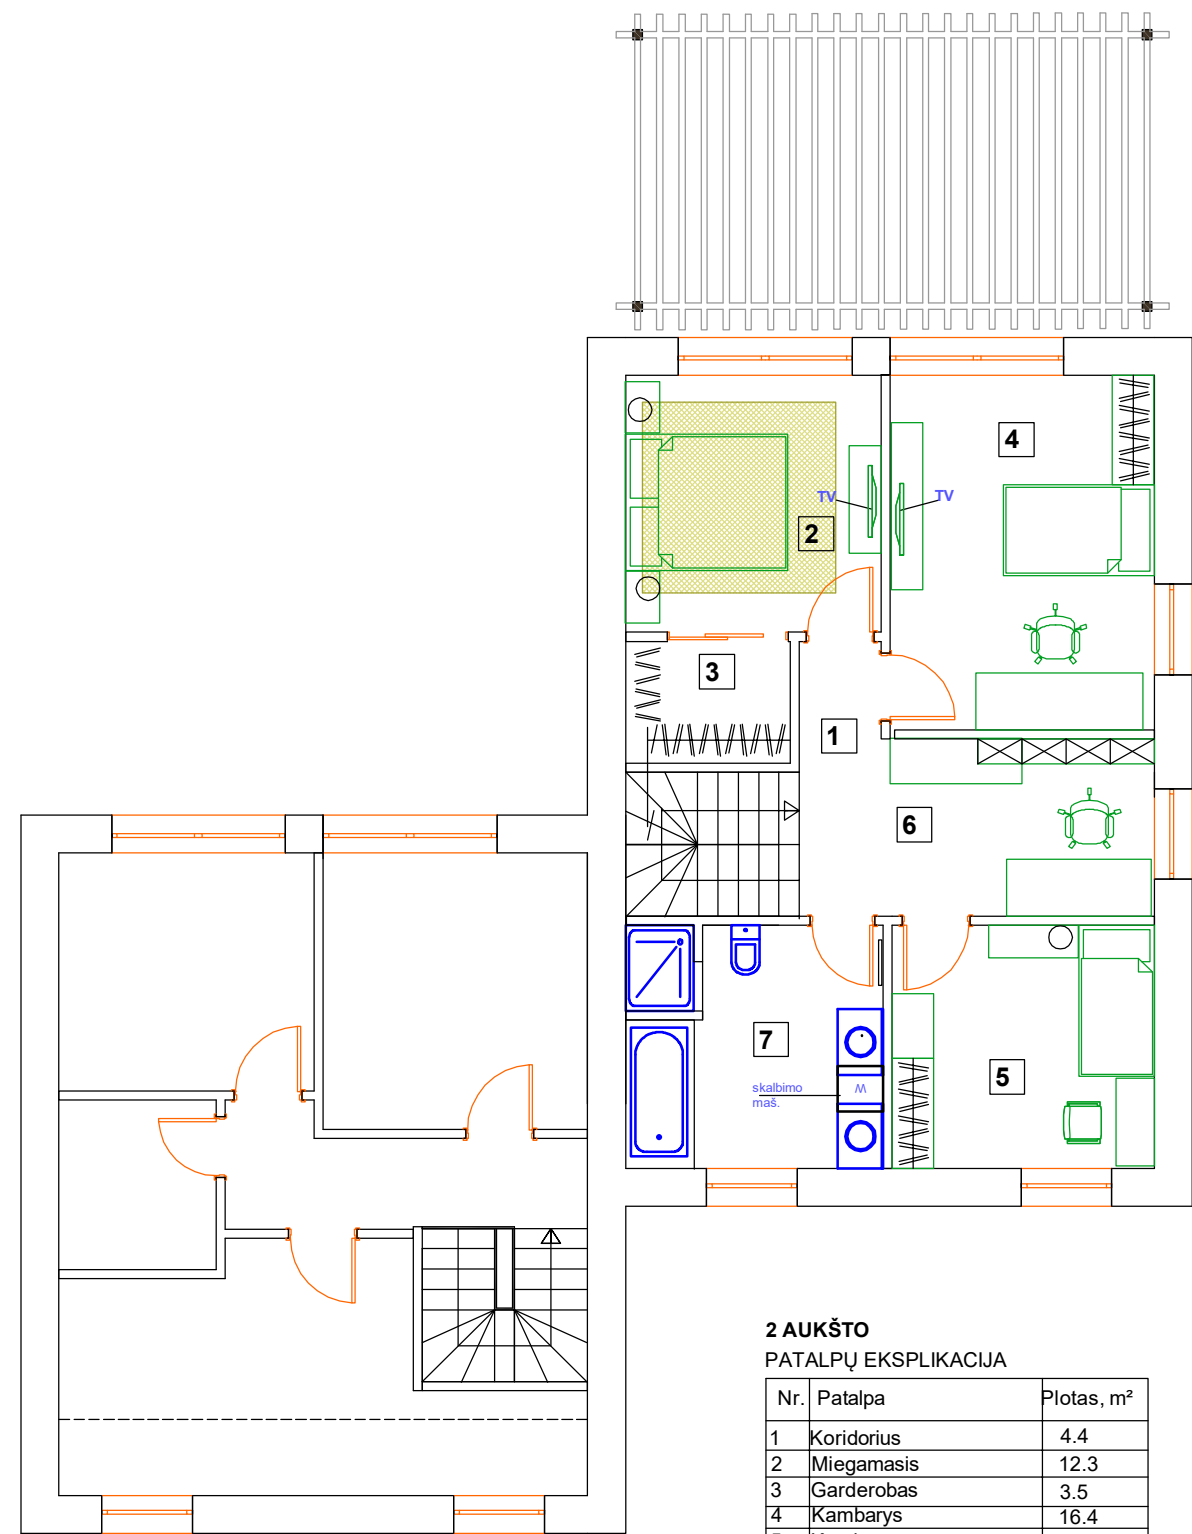 4
TV
TV
2
3
1
6
7
skalbimo
maš.
W
5
2 AUKŠTO
PATALPŲ EKSPLIKACIJA
Nr. Patalpa Plotas, m²
1 Koridorius 4.4
2 Miegamasis 12.3
3 Garderobas 3.5
4 Kambarys 16.4